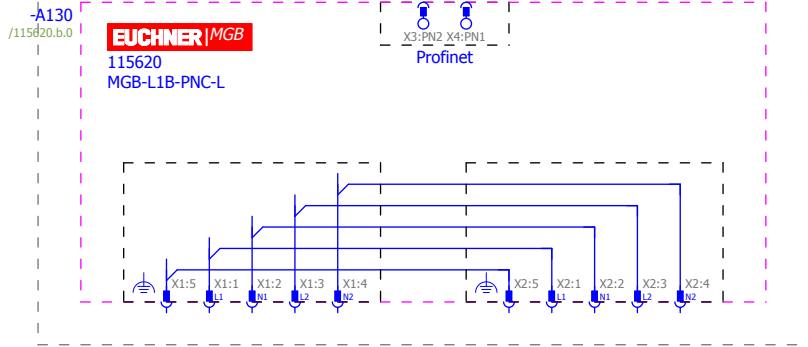 -A130
/115620.b.0
EUCHNER|MGB
115620
MGB-L1B-PNC-L
X3:PN2 X4:PN1
Profinet
X1:5 X1:1 X1:2 X1:3 X1:4
L1 N1 L2 N2
X2:5 X2:1 X2:2 X2:3 X2:4
L1 N1 L2 N2